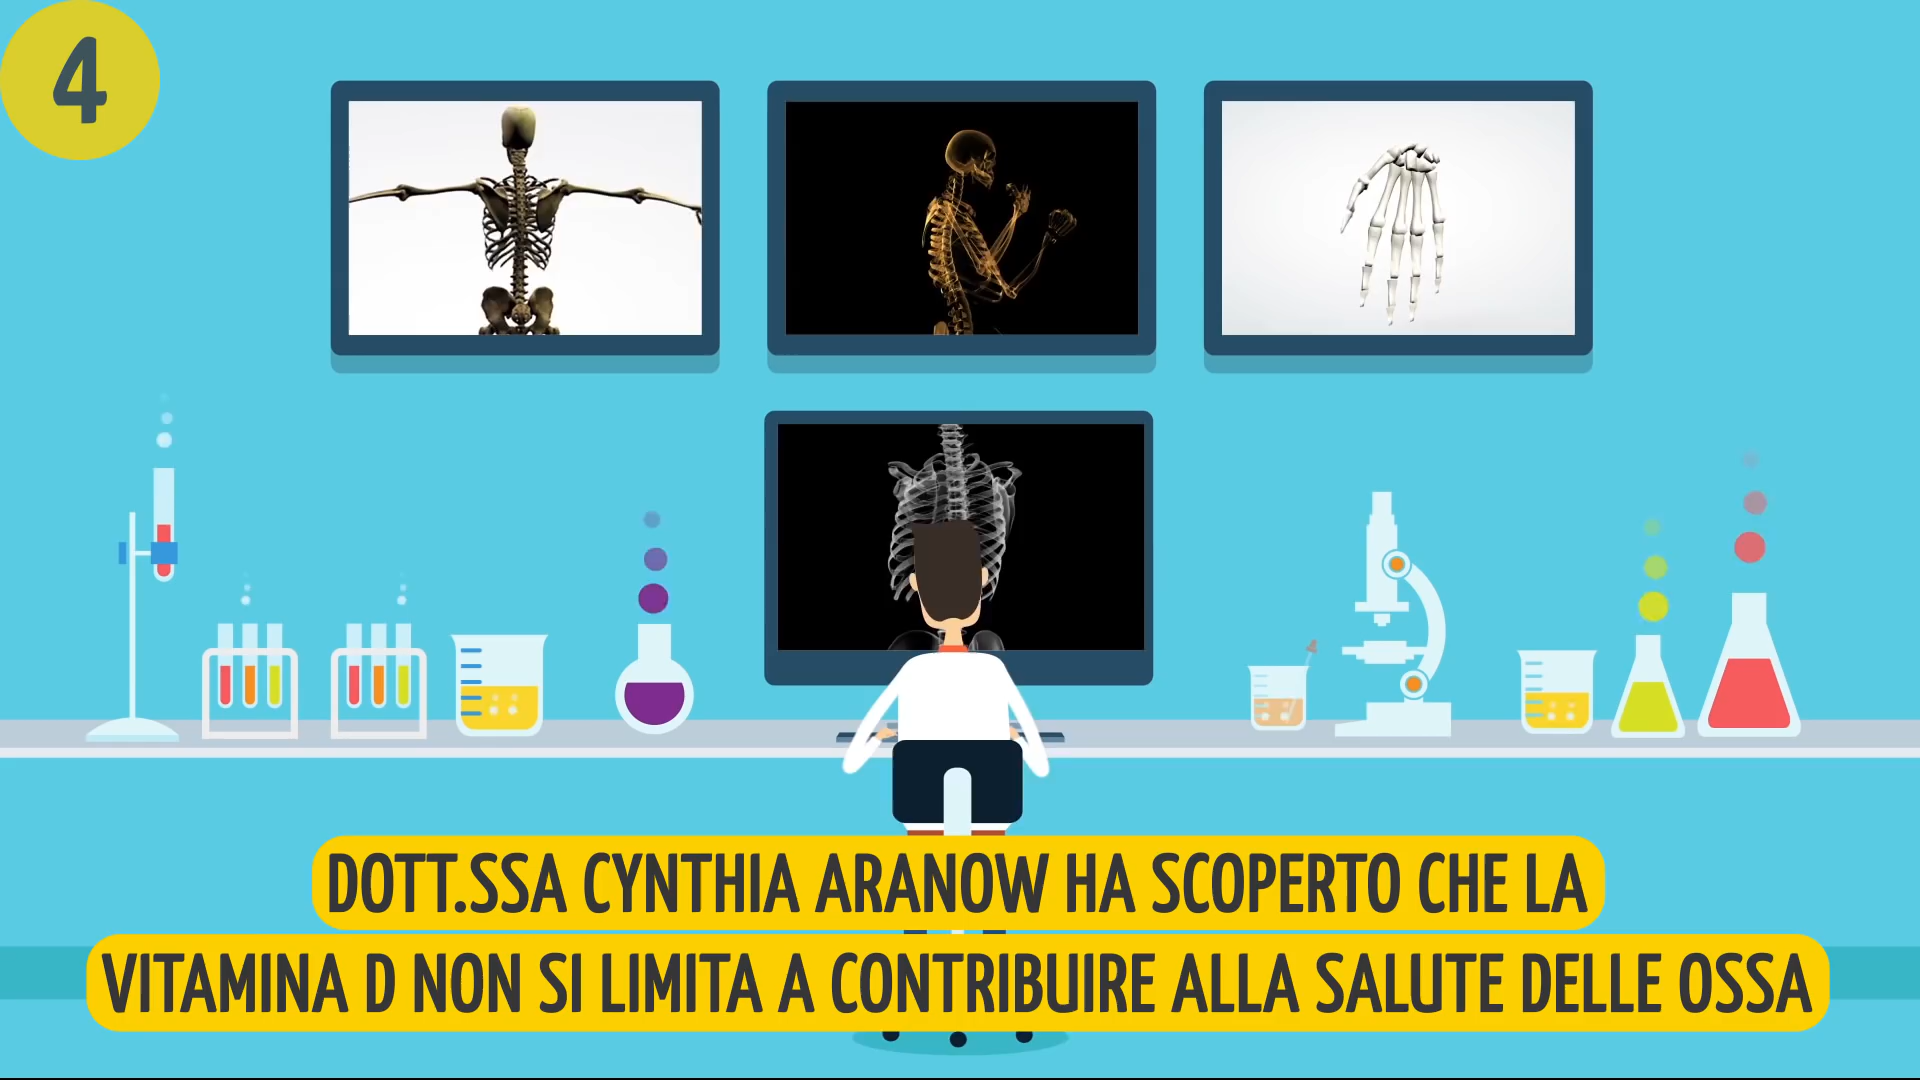 4
DOTT.SSA CYNTHIA ARANOW HA SCOPERTO CHE LA
VITAMINA D NON SI LIMITA A CONTRIBUIRE ALLA SALUTE DELLE OSSA